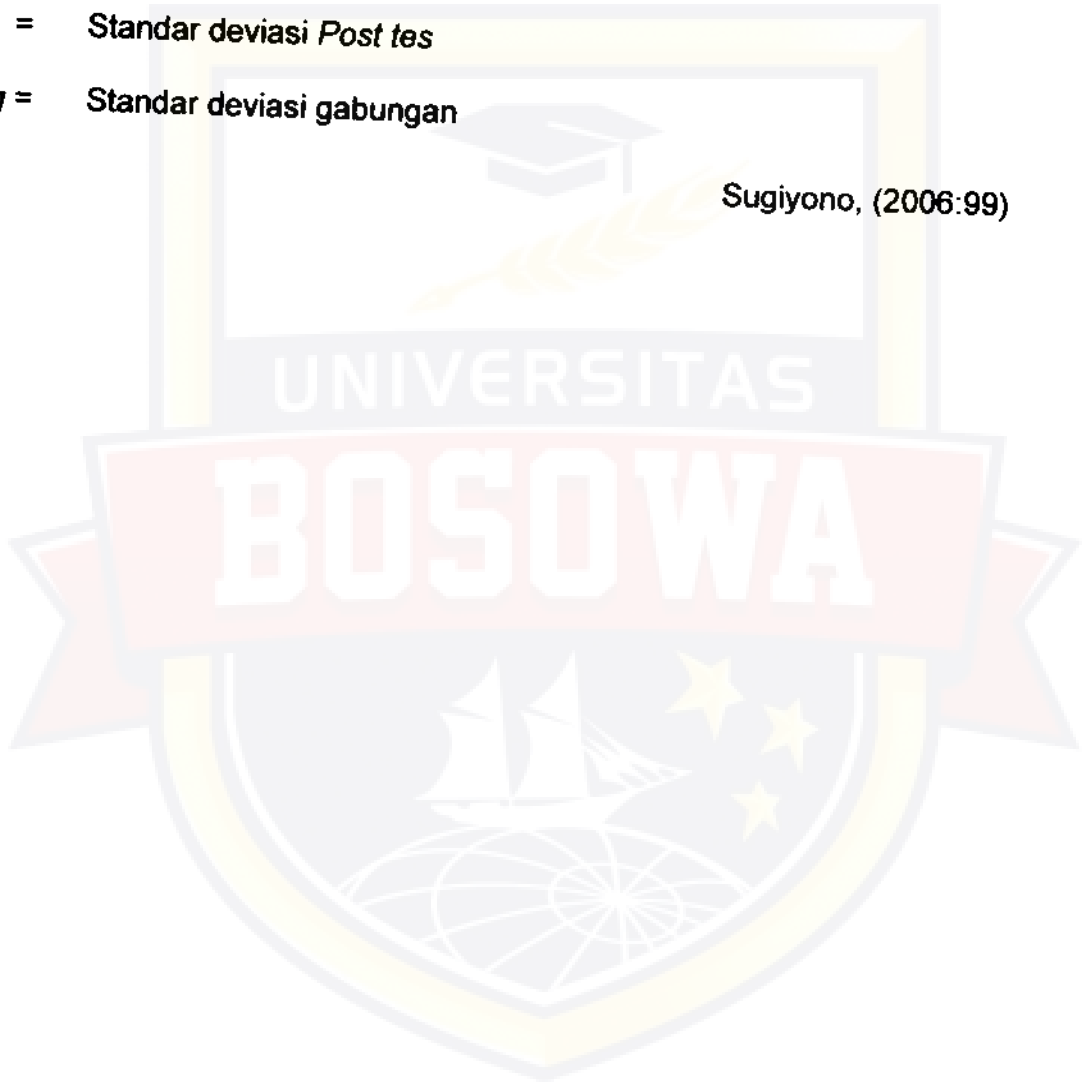 = Standar deviasi Post tes
= Standar deviasi gabungan
Sugiyono, (2006:99)
UNIVERSITAS
BOSOWA